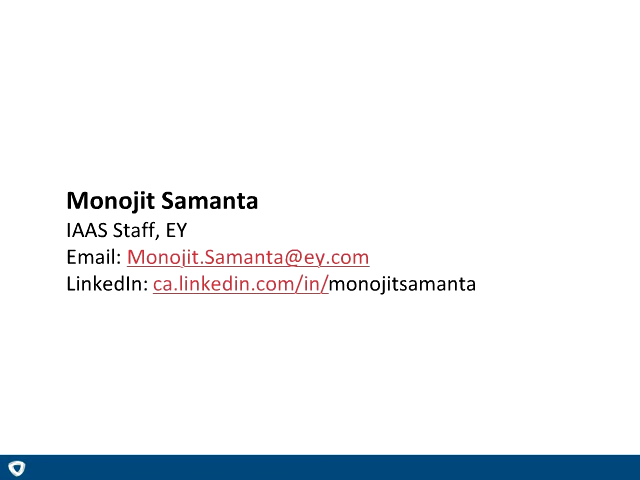 Monojit Samanta
IAAS Staff, EY
Email: Monojit.Samanta@ey.com
LinkedIn: ca.linkedin.com/in/monojitsamanta